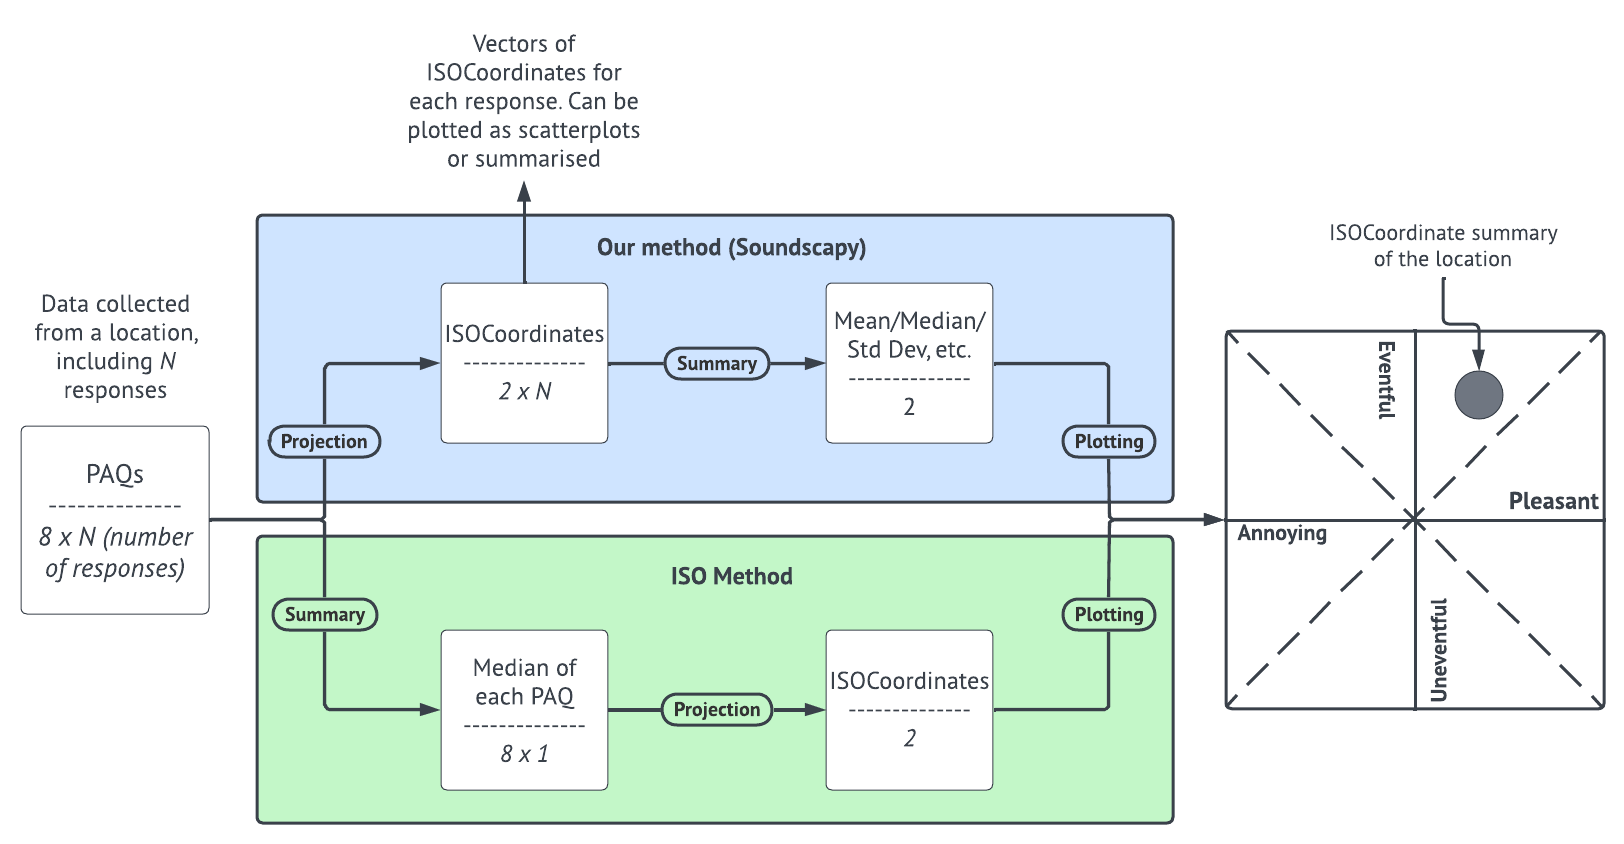 Vectors of
ISOCoordinates for
each response. Can be
plotted as scatterplots
or summarised
Data collected
from a location,
including N
responses
PAQs
8 x N (number
of responses)
Our method (Soundscapy)
Projection
ISOCoordinates
2 x N
Summary
Mean/Median/
Std Dev, etc.
2
Plotting
ISO Method
Summary
Median of
each PAQ
8 x 1
Projection
ISOCoordinates
2
Plotting
ISOCoordinate summary
of the location
Eventful
Pleasant
Annoying
Uneventful